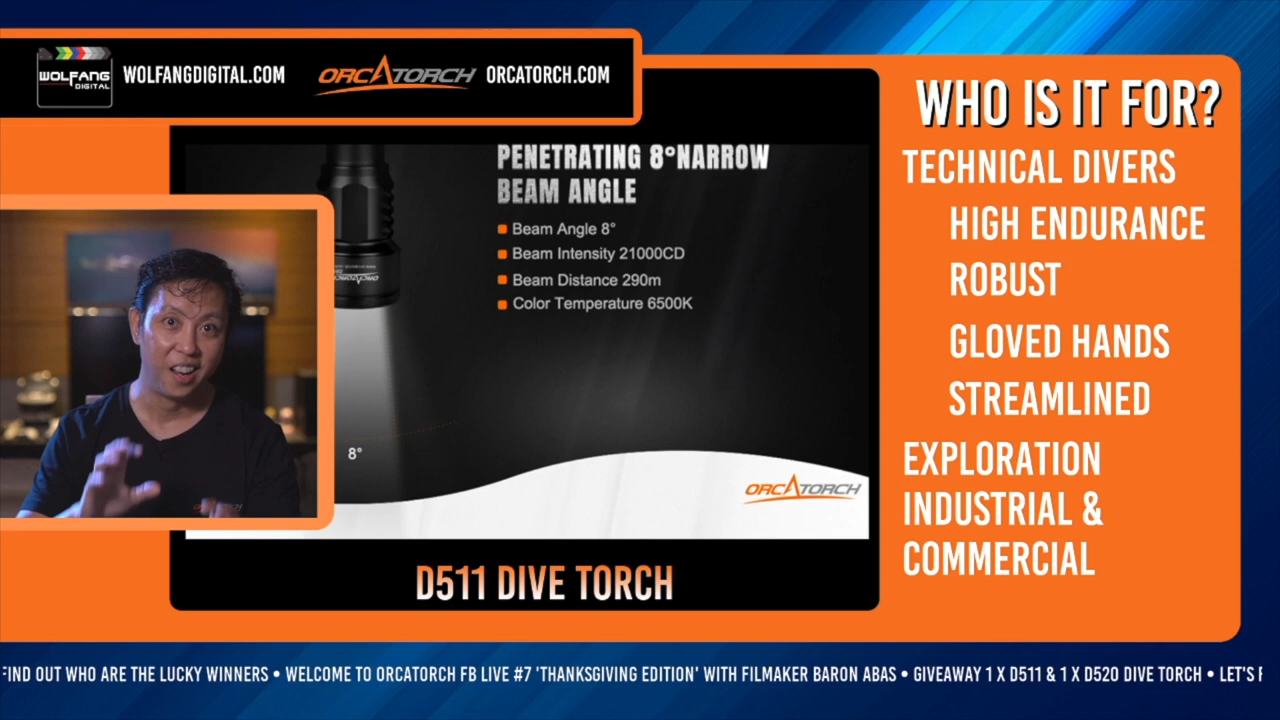 WOLFANG
DIGITAL
WOLFANGDIGITAL.COM
ORCATORCH
ORCATORCH.COM
PENETRATING 8°NARROW
BEAM ANGLE
Beam Angle 8°
Beam Intensity 21000CD
Beam Distance 290m
Color Temperature 6500K
ORCATORCH
8°
ORCATORCH
ORCATORCH
D511 DIVE TORCH
WHO IS IT FOR?
TECHNICAL DIVERS
HIGH ENDURANCE
ROBUST
GLOVED HANDS
STREAMLINED
EXPLORATION
INDUSTRIAL &
COMMERCIAL
FIND OUT WHO ARE THE LUCKY WINNERS • WELCOME TO ORCATORCH FB LIVE #7 'THANKSGIVING EDITION' WITH FILMAKER BARON ABAS • GIVEAWAY 1 X D511 & 1 X D520 DIVE TORCH • LET'S